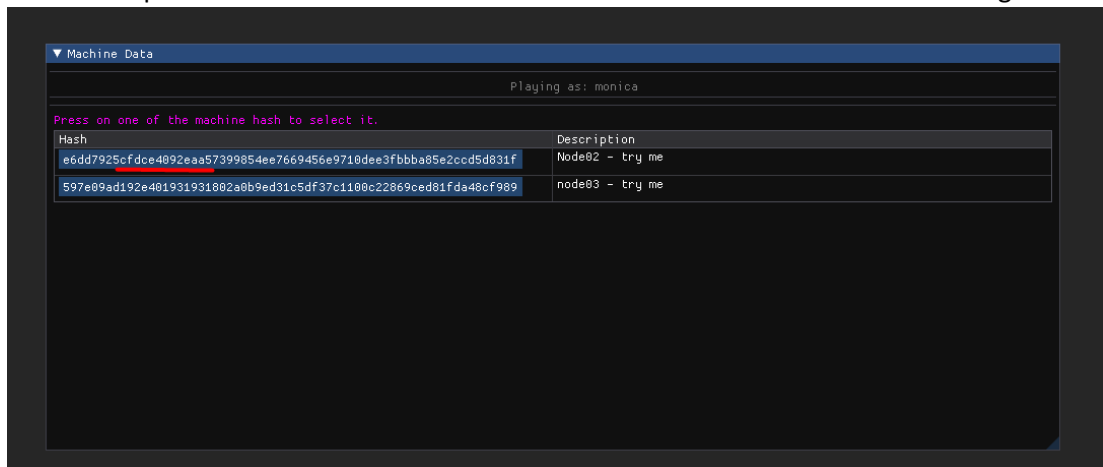 ▼ Machine Data
Playing as: monica
Press on one of the machine hash to select it.
Hash Description
e6dd7925cfdce4092eaa57399854ee7669456e9710dee3fbbba85e2ccd5d831f Node02 - try me
597e09ad192e401931931802a0b9ed31c5df37c1100c22869ced81fda48cf989 node03 - try me